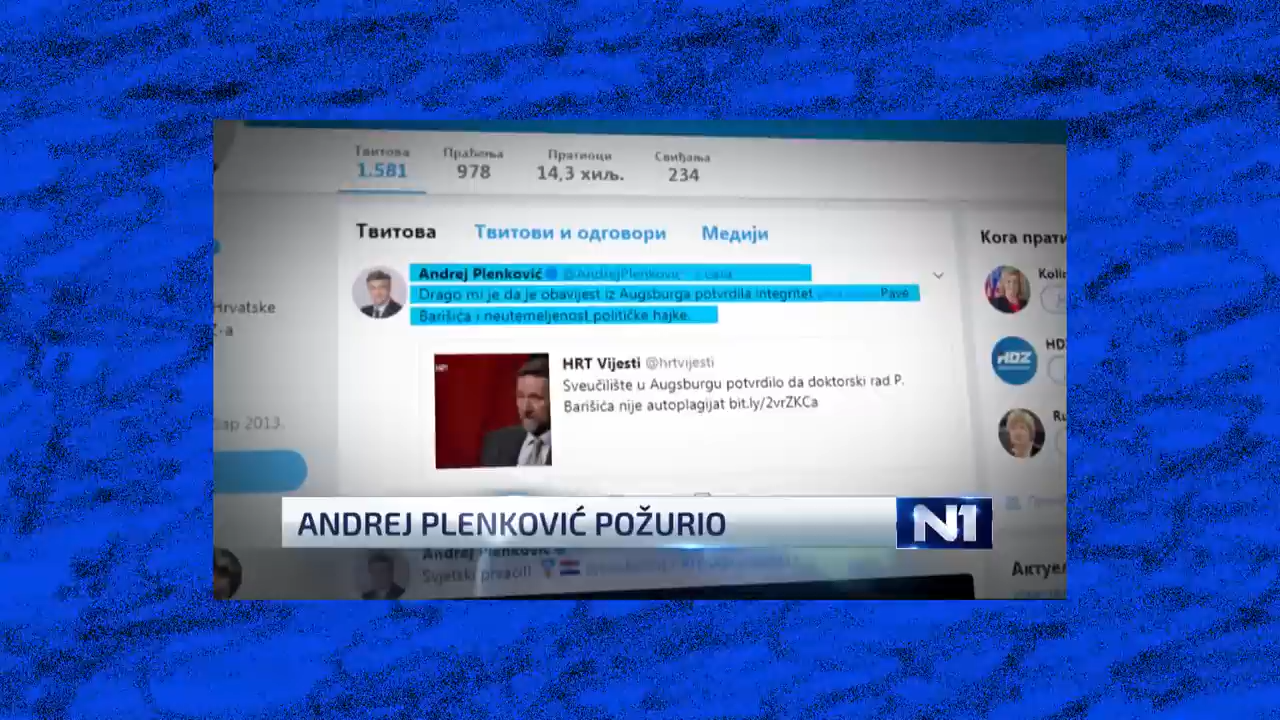 Твитова Праћења Пратиоци Свиђања
1.581 978 14,3 хиљ. 234
Твитова Твитови и одговори Медији
Кога прати
Andrej Plenković @AndrejPlenkovic
Drago mi je da je obavijest iz Augsburga potvrdila integritet Pave
Barišića i neutemeljenost političke hajke.
Hrvatske
HDZ
HRT Vijesti @hrtvijesti
Sveučilište u Augsburgu potvrdilo da doktorski rad P.
Barišića nije autoplagijat bit.ly/2vrZKCa
2013.
ANDREJ PLENKOVIĆ POŽURIO
N1
Andrej Plenković
Svjetski prvaci!!